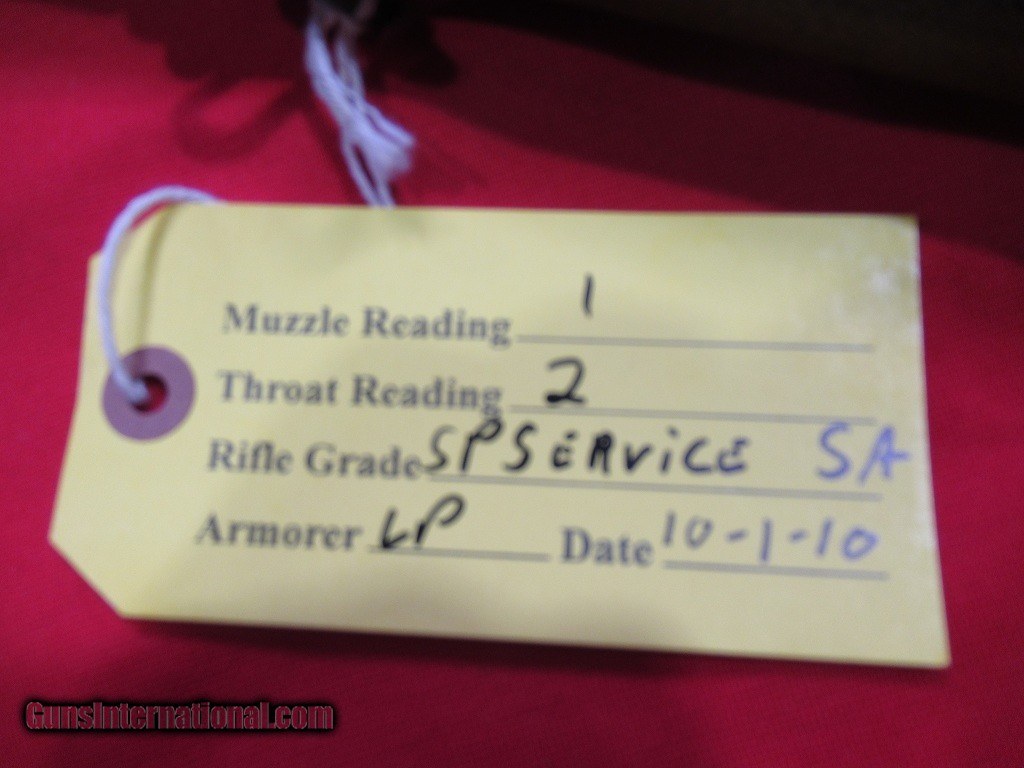 Muzzle Reading 1
Throat Reading 2
Rifle Grade SPSERVICE SA
Armorer LP Date 10-1-10
GunsInternational.com